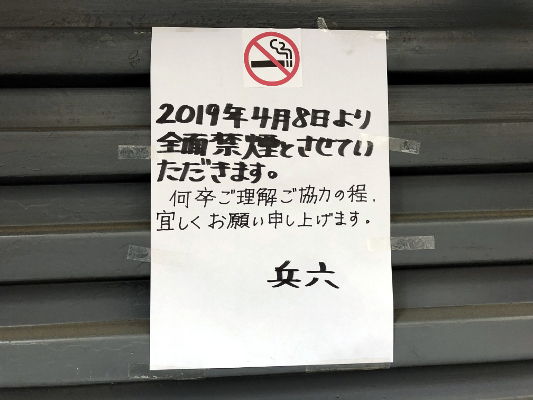 2019年4月8日より
全面禁煙とさせてい
ただきます。
何卒ご理解ご協力の程、
宜しくお願い申し上げます。
兵六